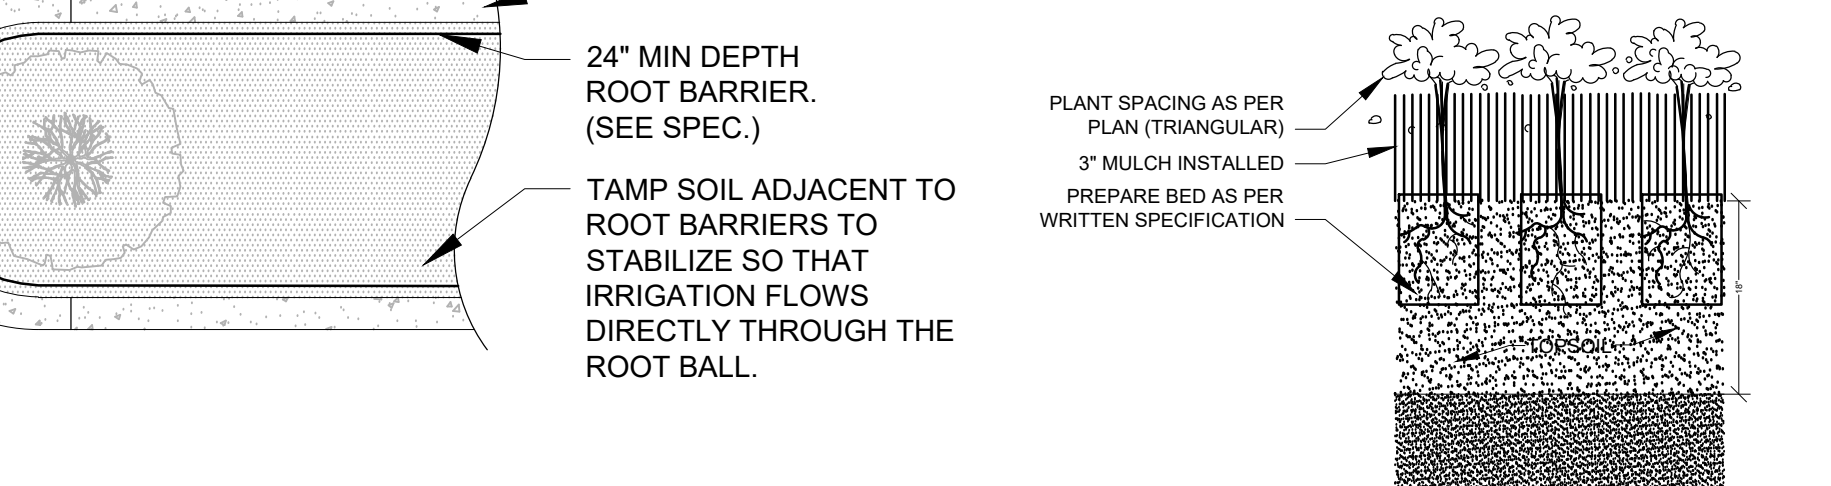 24" MIN DEPTH
ROOT BARRIER.
(SEE SPEC.)
TAMP SOIL ADJACENT TO
ROOT BARRIERS TO
STABILIZE SO THAT
IRRIGATION FLOWS
DIRECTLY THROUGH THE
ROOT BALL.
PLANT SPACING AS PER
PLAN (TRIANGULAR)
3" MULCH INSTALLED
PREPARE BED AS PER
WRITTEN SPECIFICATION
18"
TOPSOIL